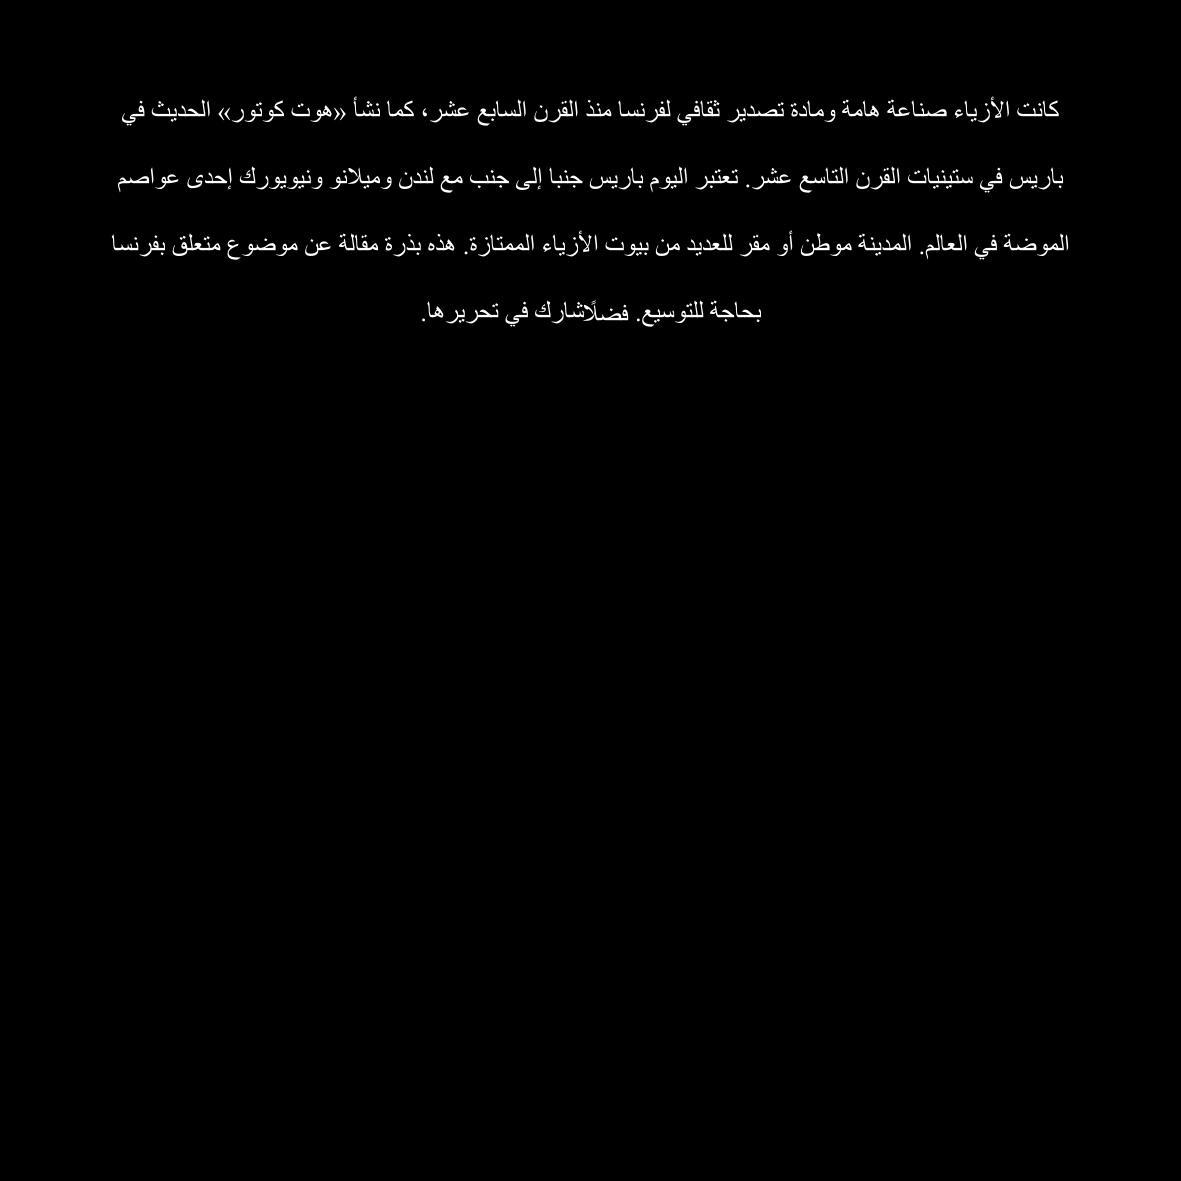 كانت الأزياء صناعة هامة ومادة تصدير ثقافي لفرنسا منذ القرن السابع عشر، كما نشأ «هوت كوتور» الحديث في
باريس في ستينيات القرن التاسع عشر. تعتبر اليوم باريس جنبا إلى جنب مع لندن وميلانو ونيويورك إحدى عواصم
الموضة في العالم. المدينة موطن أو مقر للعديد من بيوت الأزياء الممتازة. هذه بذرة مقالة عن موضوع متعلق بفرنسا
بحاجة للتوسيع. فضلًاشارك في تحريرها.